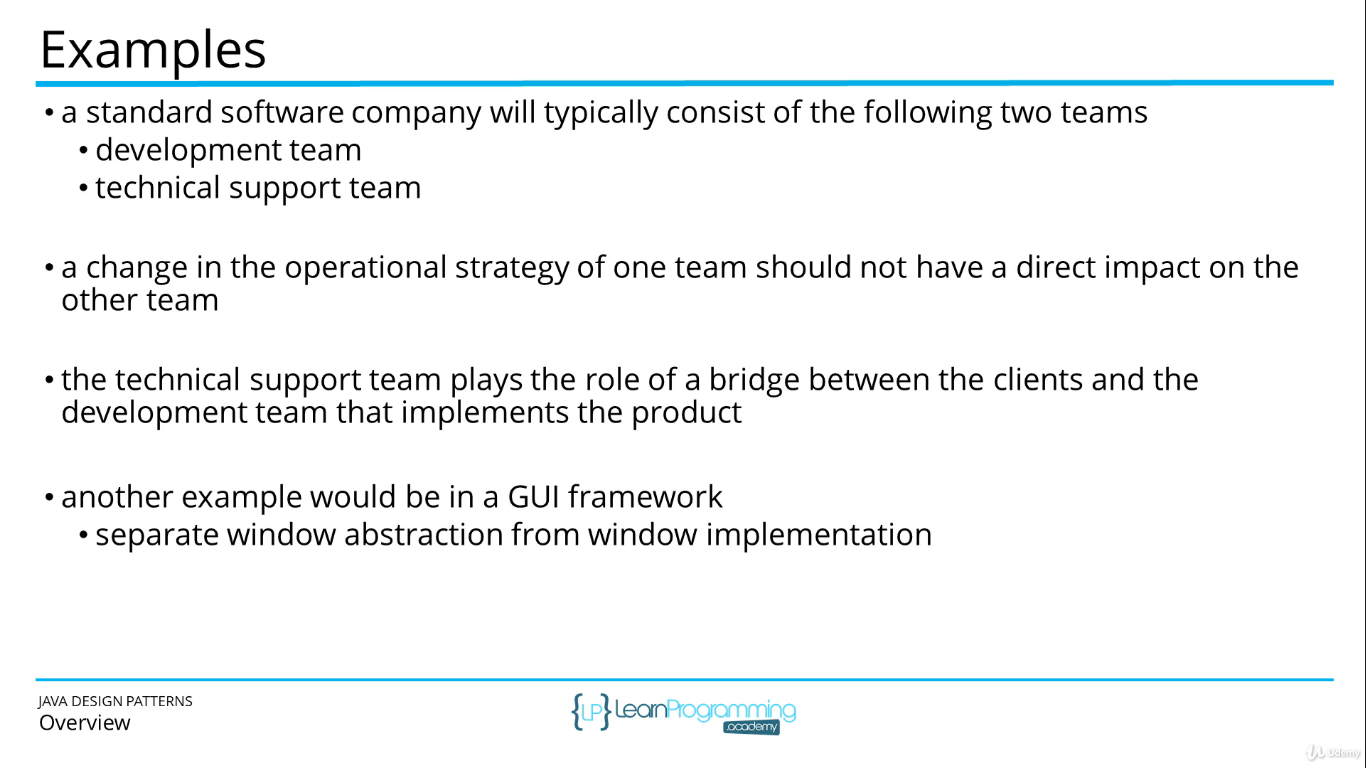 Examples
• a standard software company will typically consist of the following two teams
• development team
• technical support team
• a change in the operational strategy of one team should not have a direct impact on the
other team
• the technical support team plays the role of a bridge between the clients and the
development team that implements the product
• another example would be in a GUI framework
• separate window abstraction from window implementation
JAVA DESIGN PATTERNS
Overview
{LP} LearnProgramming
.academy
Udemy